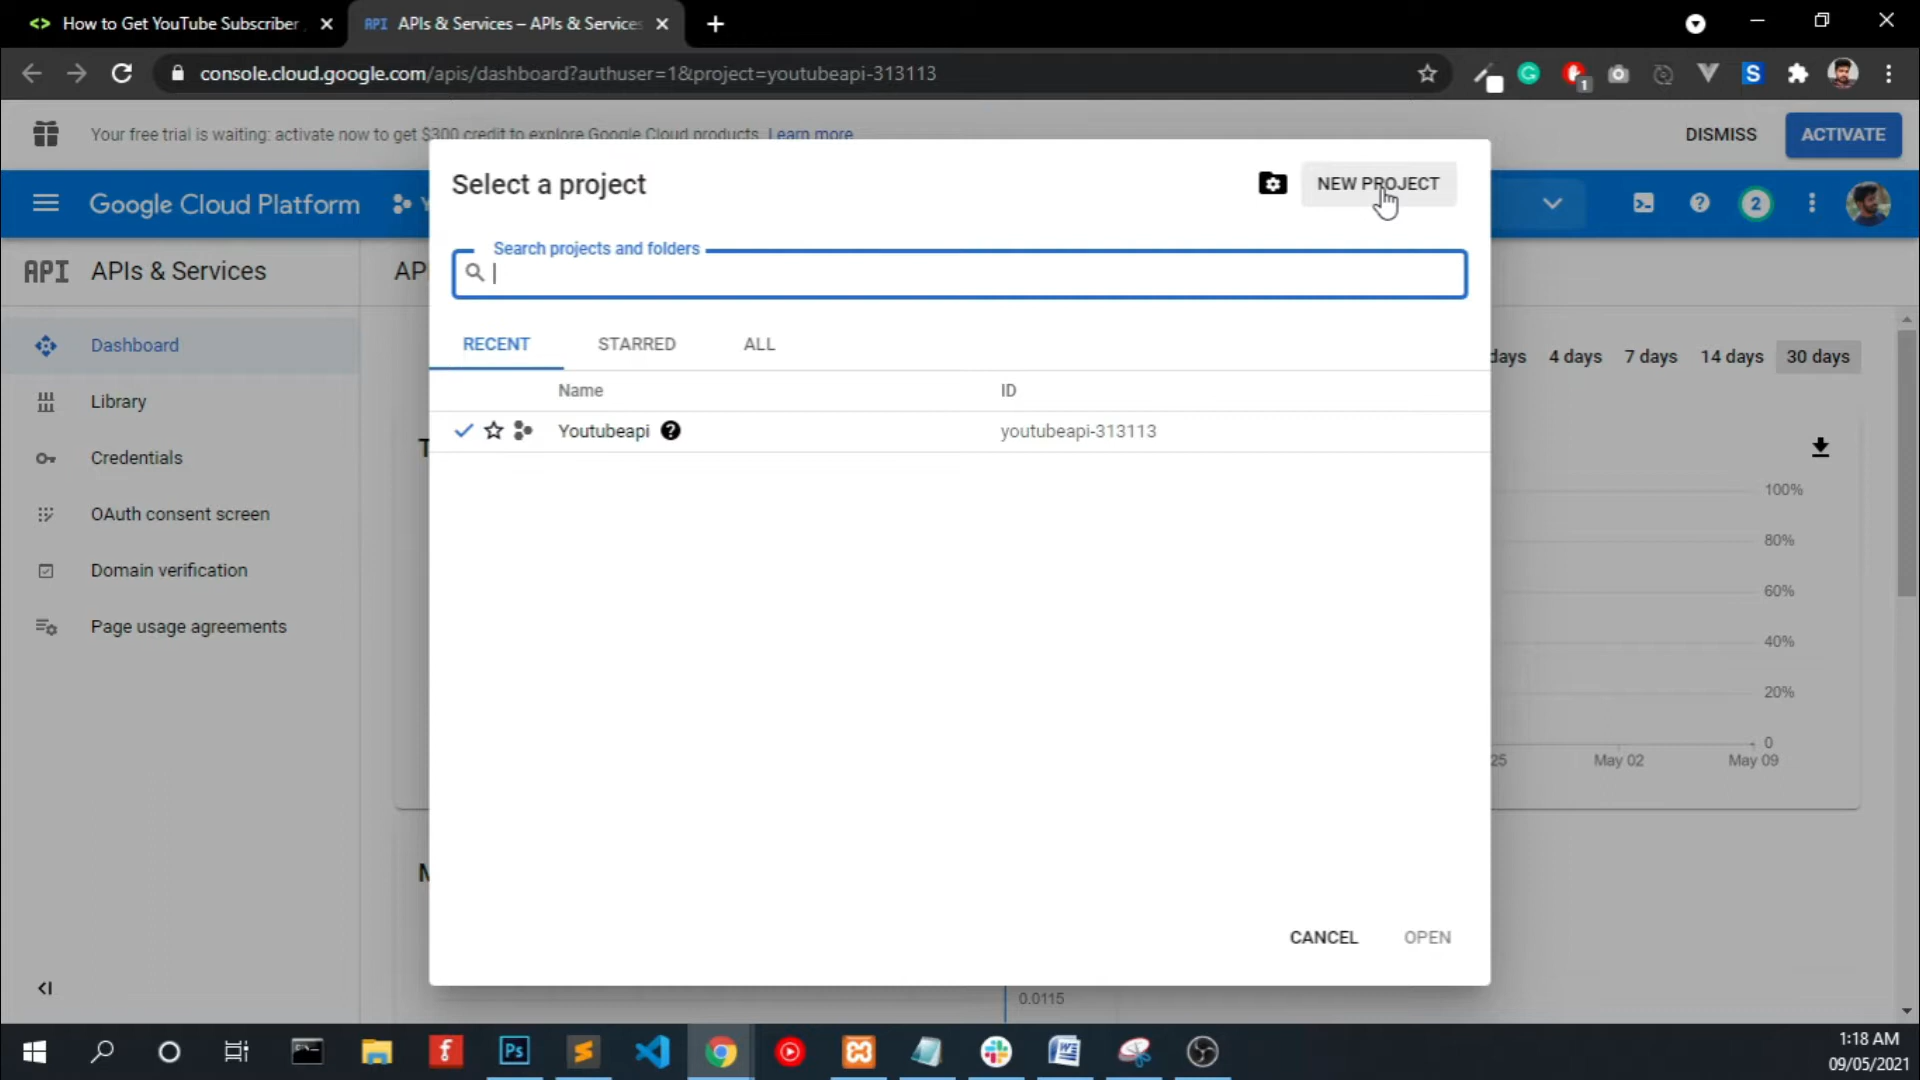 How to Get YouTube Subscriber
APIs & Services – APIs & Services
console.cloud.google.com/apis/dashboard?authuser=1&project=youtubeapi-313113
1
Your free trial is waiting: activate now to get $300 credit to explore Google Cloud products. Learn more
DISMISS
ACTIVATE
Google Cloud Platform
2
Select a project
NEW PROJECT
Search projects and folders
RECENT
STARRED
ALL
Name
ID
Youtubeapi
youtubeapi-313113
CANCEL
OPEN
API
APIs & Services
AP
Dashboard
Library
Credentials
OAuth consent screen
Domain verification
Page usage agreements
days
4 days
7 days
14 days
30 days
T
100%
80%
60%
40%
20%
0
25
May 02
May 09
M
0.0115
Ps
1:18 AM
09/05/2021